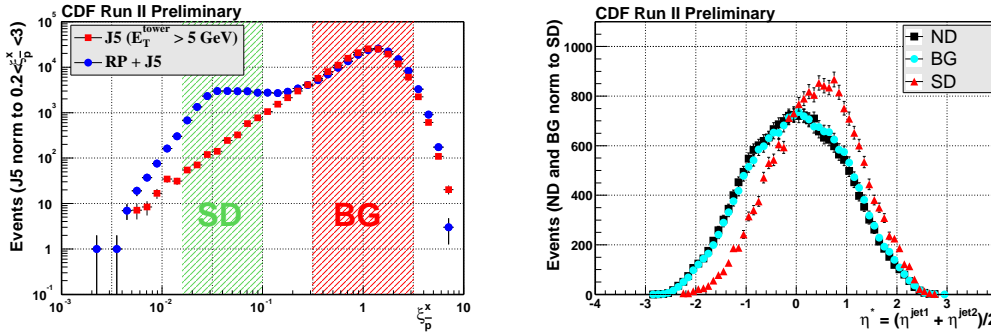 CDF Run II Preliminary
J5 (E_T^tower > 5 GeV)
RP + J5
Events (J5 norm to 0.2<ξ_p̄^x<3)
10^5
10^4
10^3
10^2
10
1
10^-1
SD
BG
10^-3
10^-2
10^-1
1
10
ξ_p̄^x
CDF Run II Preliminary
ND
BG
SD
Events (ND and BG norm to SD)
1000
800
600
400
200
0
-4
-3
-2
-1
0
1
2
3
η* = (η^jet1 + η^jet2)/2